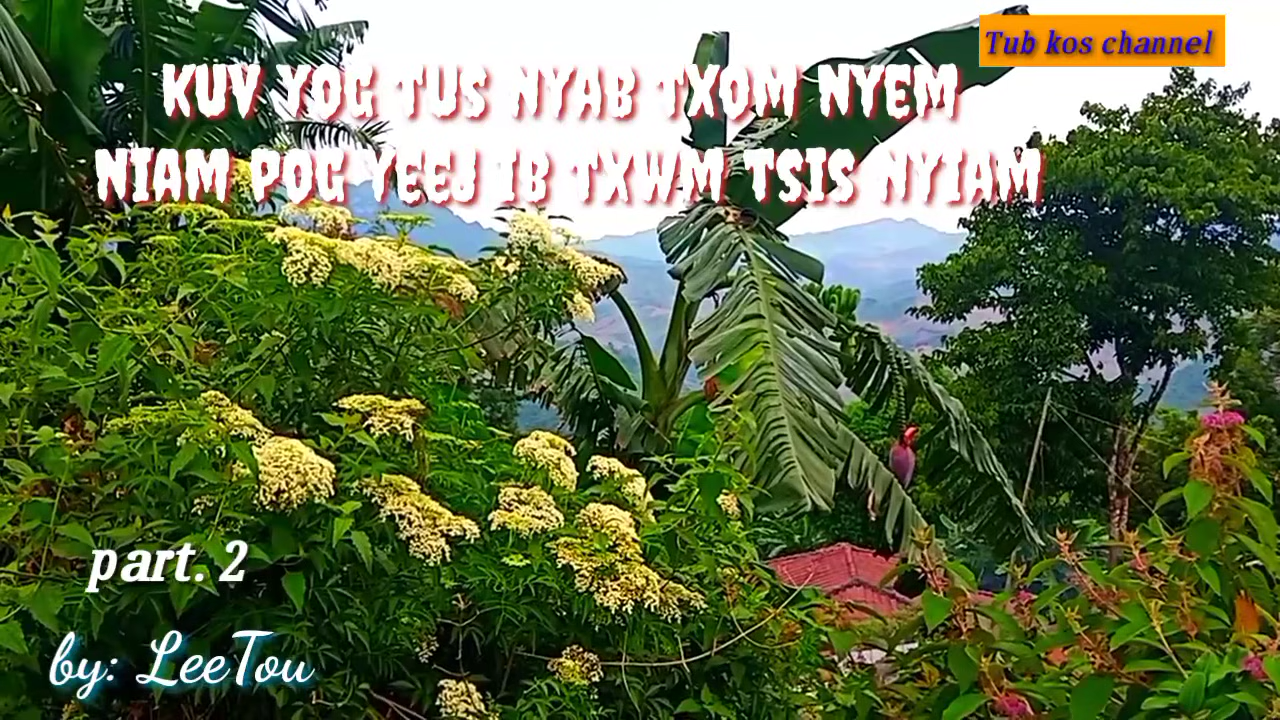 Tub kos channel
KUV YOG TUS NYAB TXOM NYEM
NIAM POG YEEJ IB TXWM TSIS NYIAM
part. 2
by: LeeTou